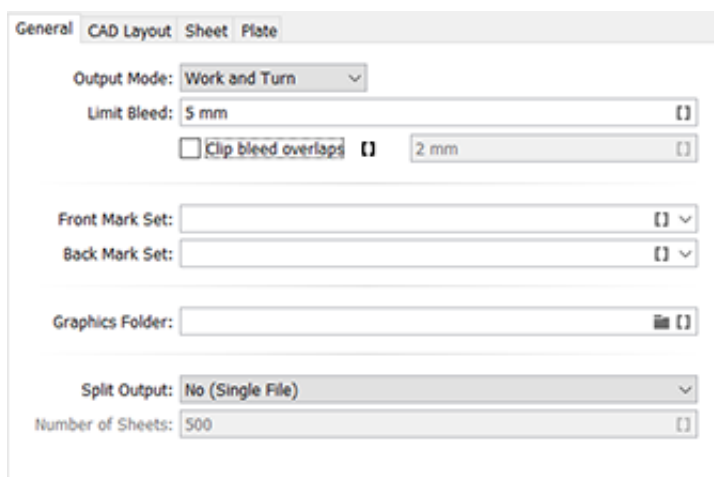 General CAD Layout Sheet Plate
Output Mode: Work and Turn
Limit Bleed: 5 mm
Clip bleed overlaps 2 mm
Front Mark Set:
Back Mark Set:
Graphics Folder:
Split Output: No (Single File)
Number of Sheets: 500